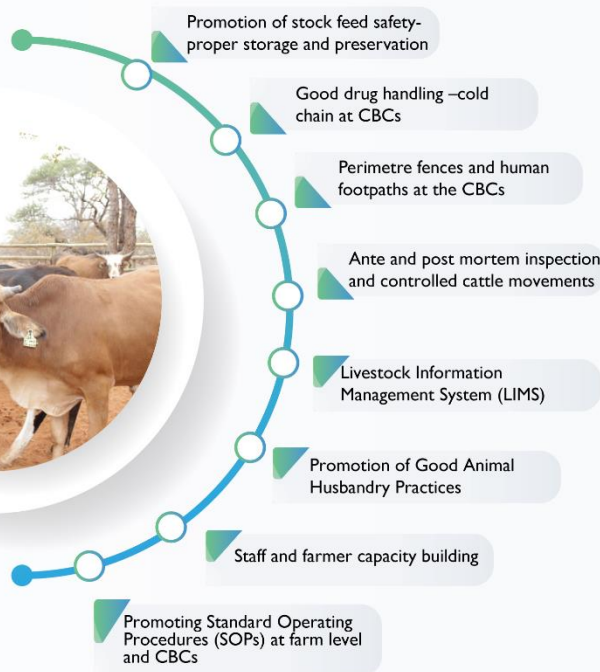 Promotion of stock feed safety-
proper storage and preservation
Good drug handling –cold
chain at CBCs
Perimetre fences and human
footpaths at the CBCs
Ante and post mortem inspection
and controlled cattle movements
Livestock Information
Management System (LIMS)
Promotion of Good Animal
Husbandry Practices
Staff and farmer capacity building
Promoting Standard Operating
Procedures (SOPs) at farm level
and CBCs